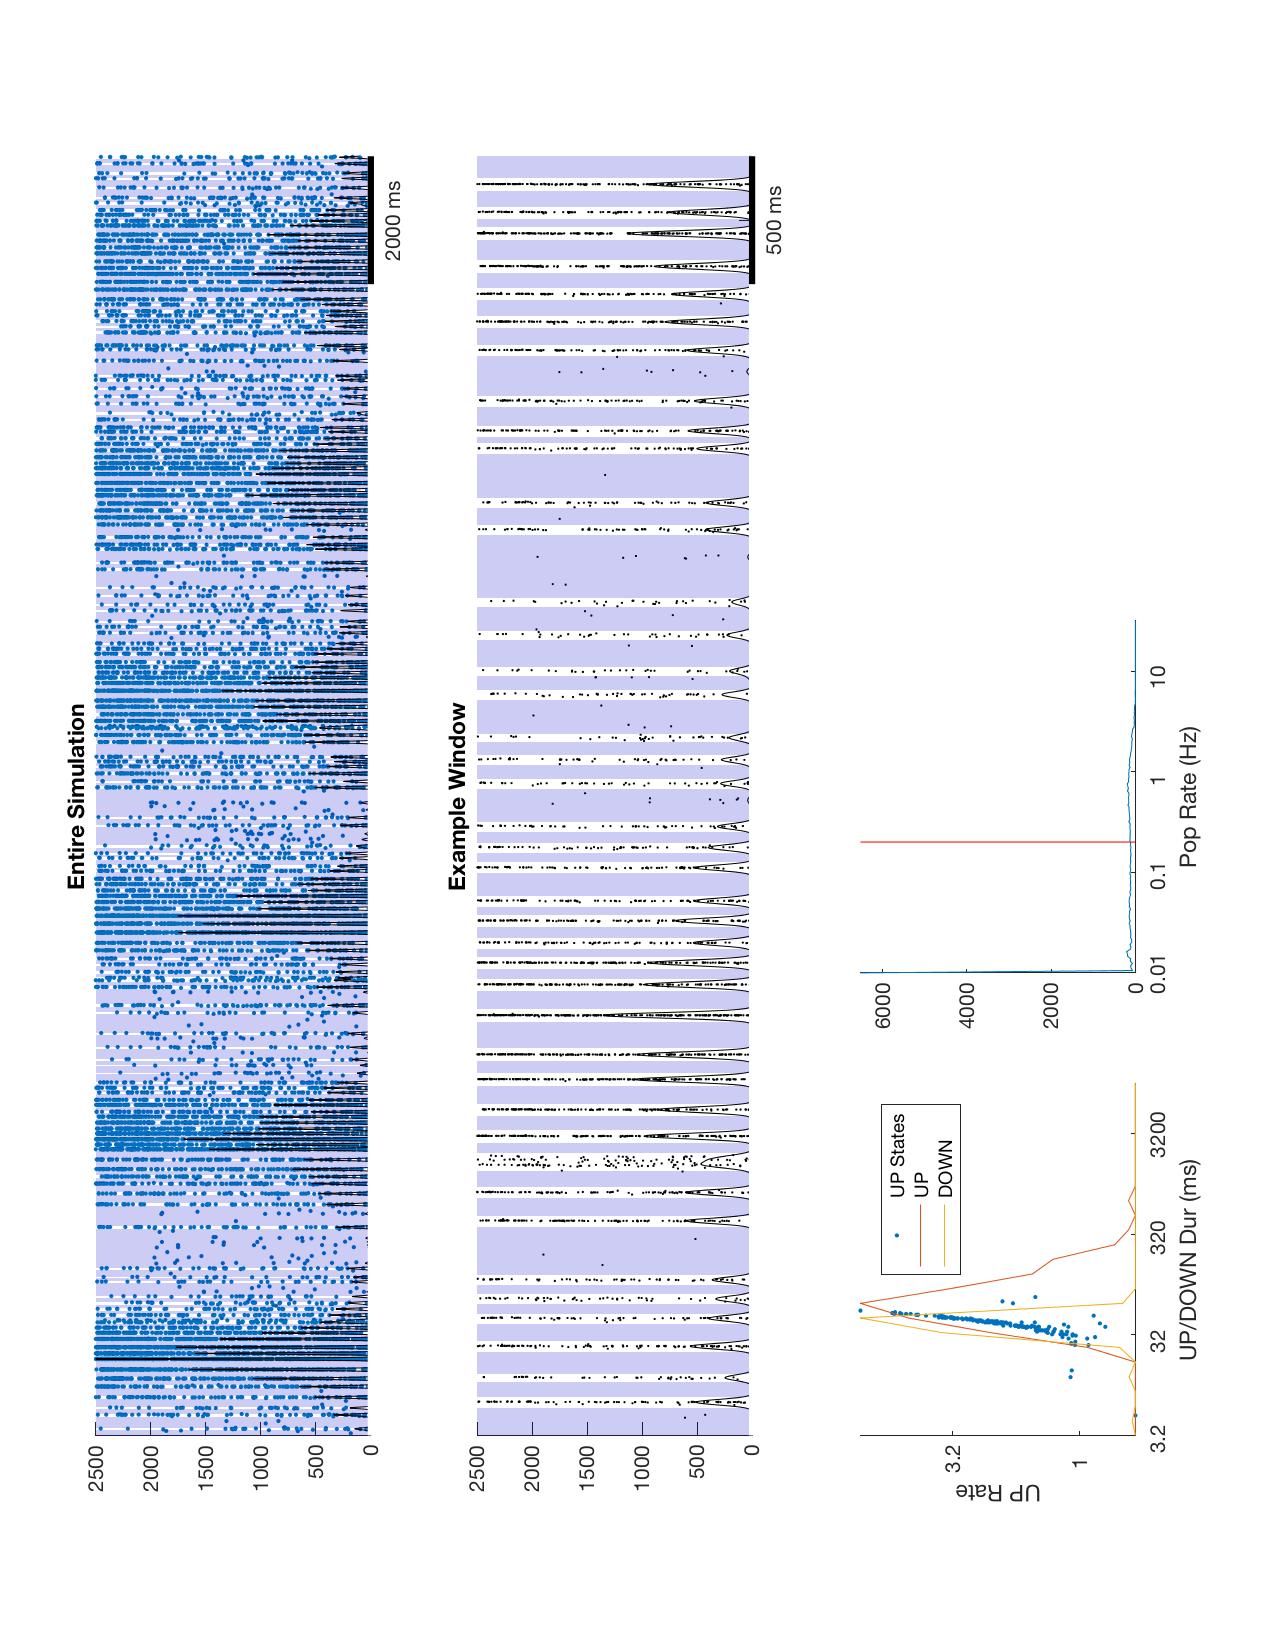 Entire Simulation
2500
2000
1500
1000
500
0
2000 ms
Example Window
2500
2000
1500
1000
500
0
500 ms
UP Rate
3.2
1
UP States
UP
DOWN
3.2 32 320 3200
UP/DOWN Dur (ms)
6000
4000
2000
0
0.01 0.1 1 10
Pop Rate (Hz)